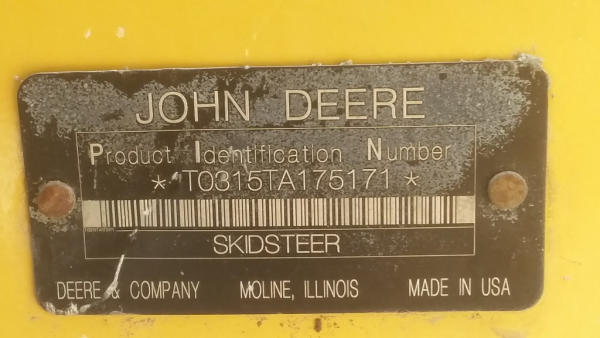 JOHN DEERE
Product Identification Number
* T0315TA175171 *
SKIDSTEER
DEERE & COMPANY MOLINE, ILLINOIS MADE IN USA